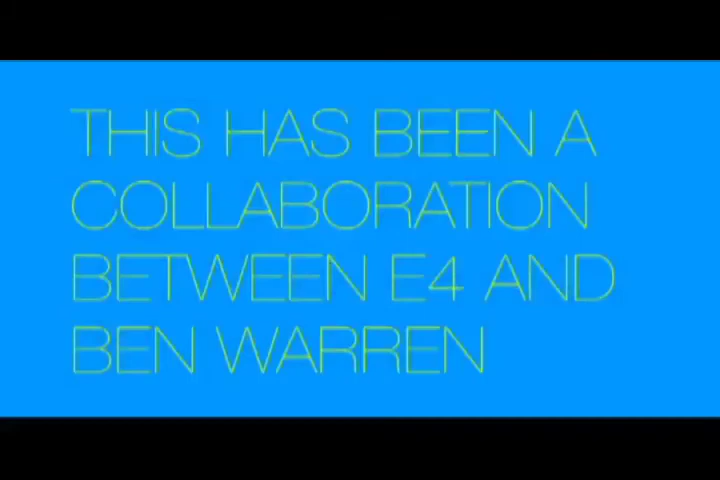 THIS HAS BEEN A
COLLABORATION
BETWEEN E4 AND
BEN WARREN